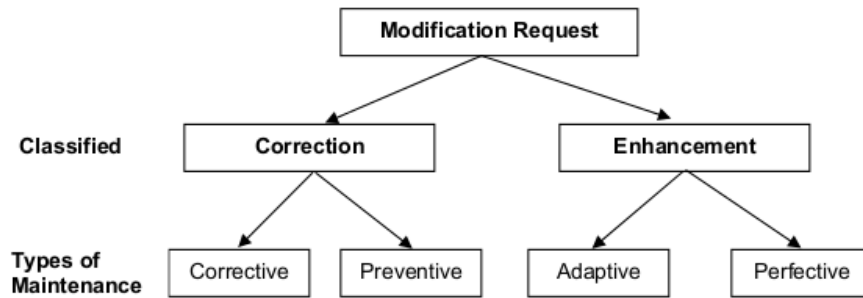 Modification Request
Classified
Correction
Enhancement
Types of
Maintenance
Corrective
Preventive
Adaptive
Perfective